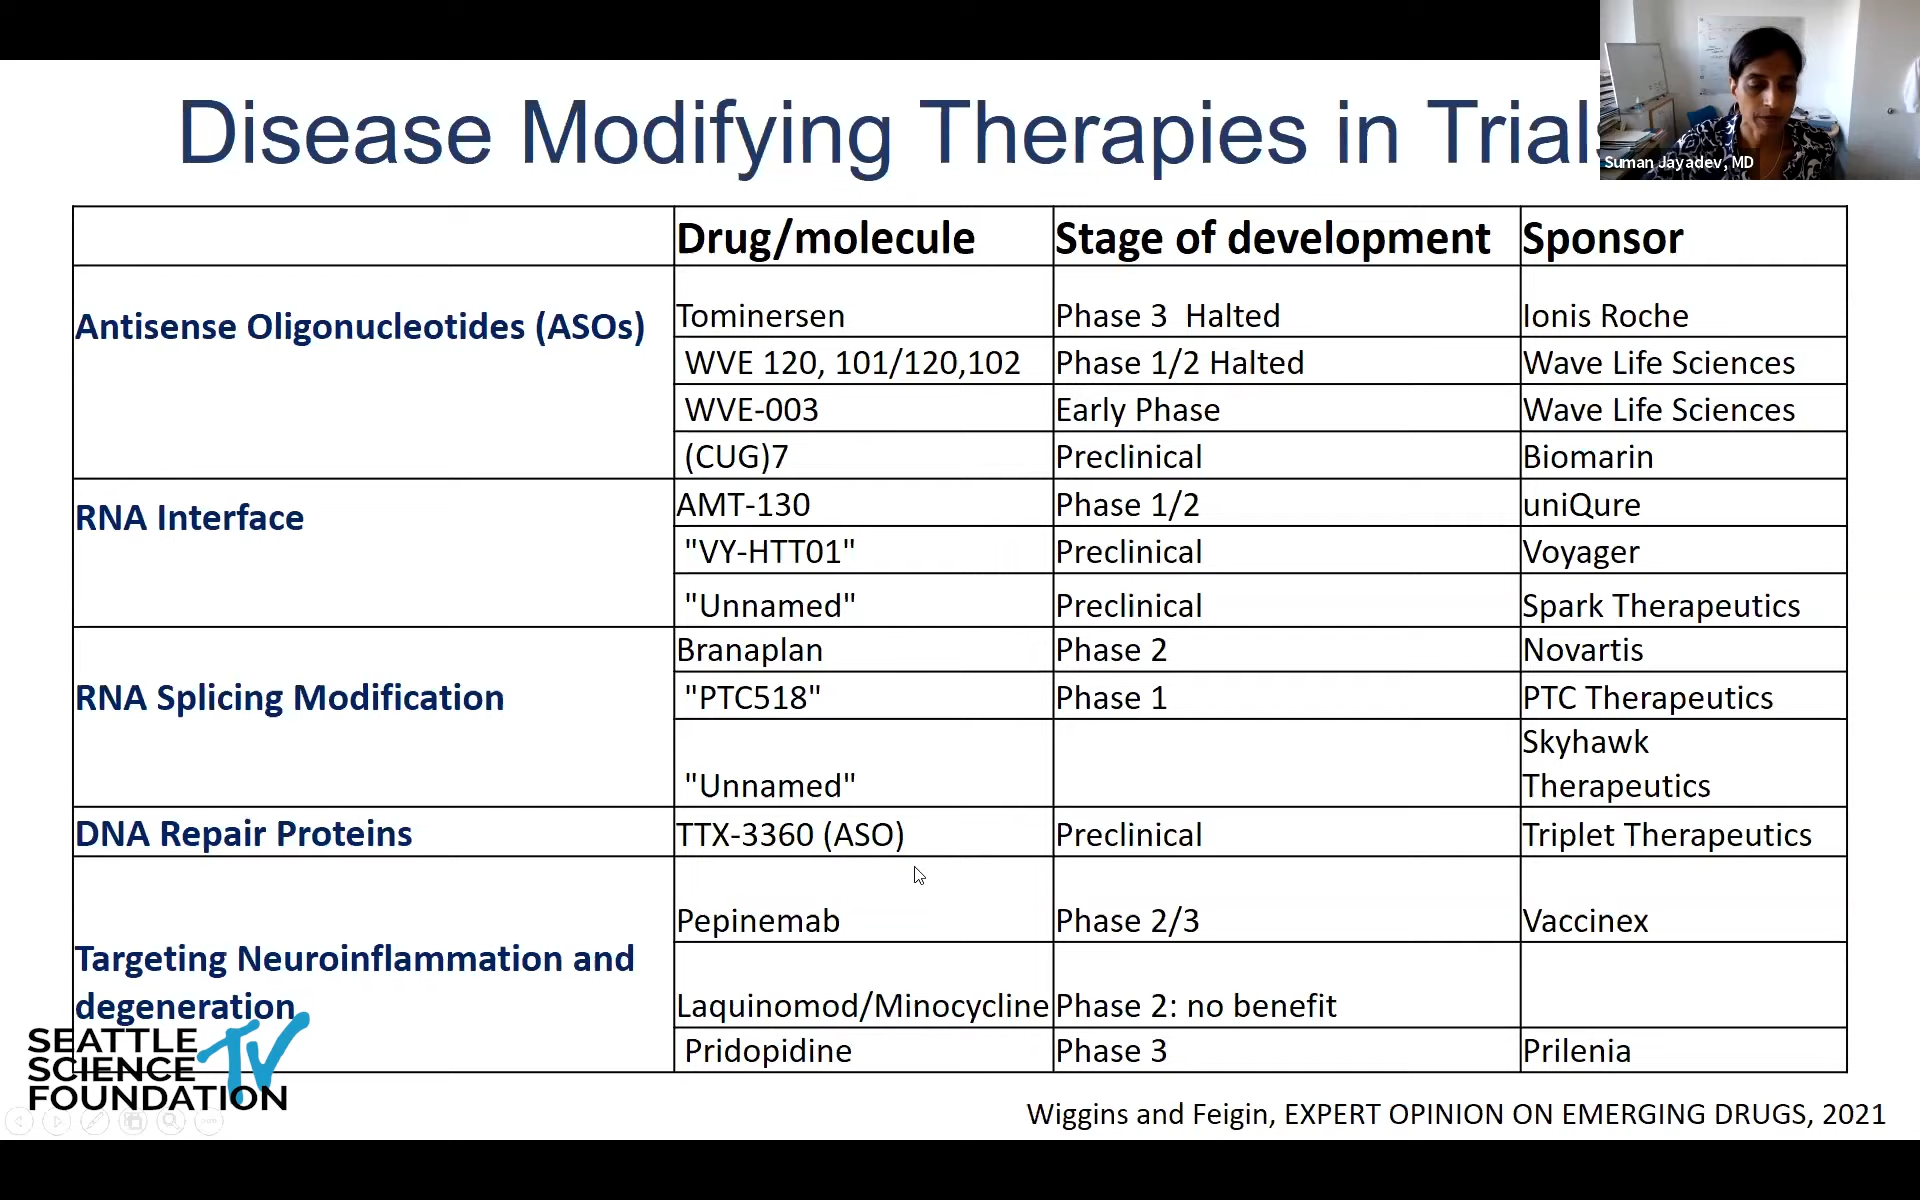 Disease Modifying Therapies in Trial
Suman Jayadev, MD
Drug/molecule Stage of development Sponsor
Antisense Oligonucleotides (ASOs) Tominersen Phase 3 Halted Ionis Roche
WVE 120, 101/120,102 Phase 1/2 Halted Wave Life Sciences
WVE-003 Early Phase Wave Life Sciences
(CUG)7 Preclinical Biomarin
RNA Interface AMT-130 Phase 1/2 uniQure
"VY-HTT01" Preclinical Voyager
"Unnamed" Preclinical Spark Therapeutics
Branaplan Phase 2 Novartis
RNA Splicing Modification "PTC518" Phase 1 PTC Therapeutics
Skyhawk
"Unnamed" Therapeutics
DNA Repair Proteins TTX-3360 (ASO) Preclinical Triplet Therapeutics
Pepinemab Phase 2/3 Vaccinex
Targeting Neuroinflammation and
degeneration Laquinomod/Minocycline Phase 2: no benefit
Pridopidine Phase 3 Prilenia
SEATTLE
SCIENCE TV
FOUNDATION
Wiggins and Feigin, EXPERT OPINION ON EMERGING DRUGS, 2021